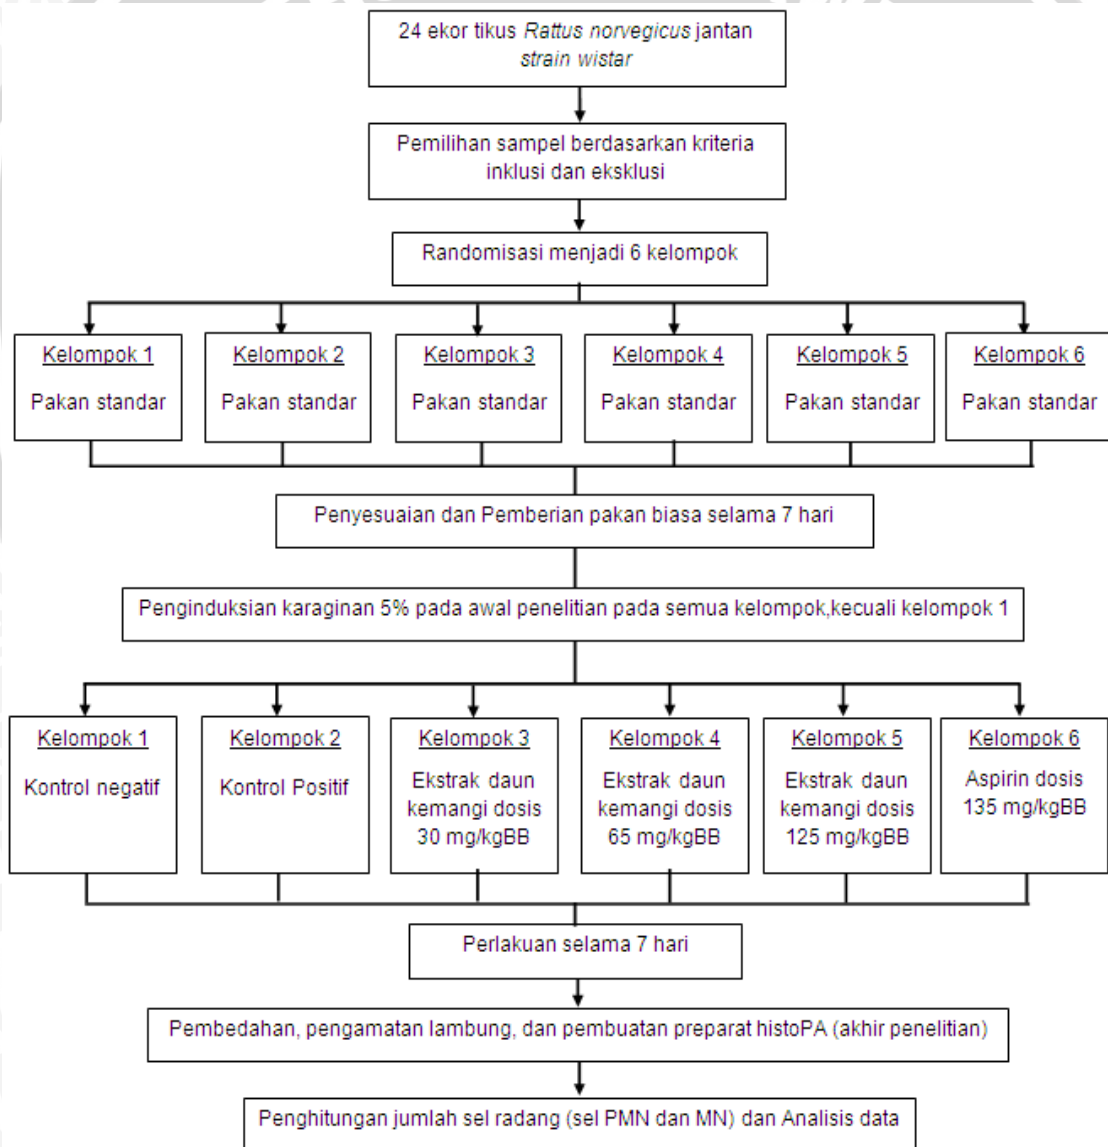 24 ekor tikus Rattus norvegicus jantan
strain wistar
Pemilihan sampel berdasarkan kriteria
inklusi dan eksklusi
Randomisasi menjadi 6 kelompok
Kelompok 1
Pakan standar
Kelompok 2
Pakan standar
Kelompok 3
Pakan standar
Kelompok 4
Pakan standar
Kelompok 5
Pakan standar
Kelompok 6
Pakan standar
Penyesuaian dan Pemberian pakan biasa selama 7 hari
Penginduksian karaginan 5% pada awal penelitian pada semua kelompok,kecuali kelompok 1
Kelompok 1
Kontrol negatif
Kelompok 2
Kontrol Positif
Kelompok 3
Ekstrak daun
kemangi dosis
30 mg/kgBB
Kelompok 4
Ekstrak daun
kemangi dosis
65 mg/kgBB
Kelompok 5
Ekstrak daun
kemangi dosis
125 mg/kgBB
Kelompok 6
Aspirin dosis
135 mg/kgBB
Perlakuan selama 7 hari
Pembedahan, pengamatan lambung, dan pembuatan preparat histoPA (akhir penelitian)
Penghitungan jumlah sel radang (sel PMN dan MN) dan Analisis data